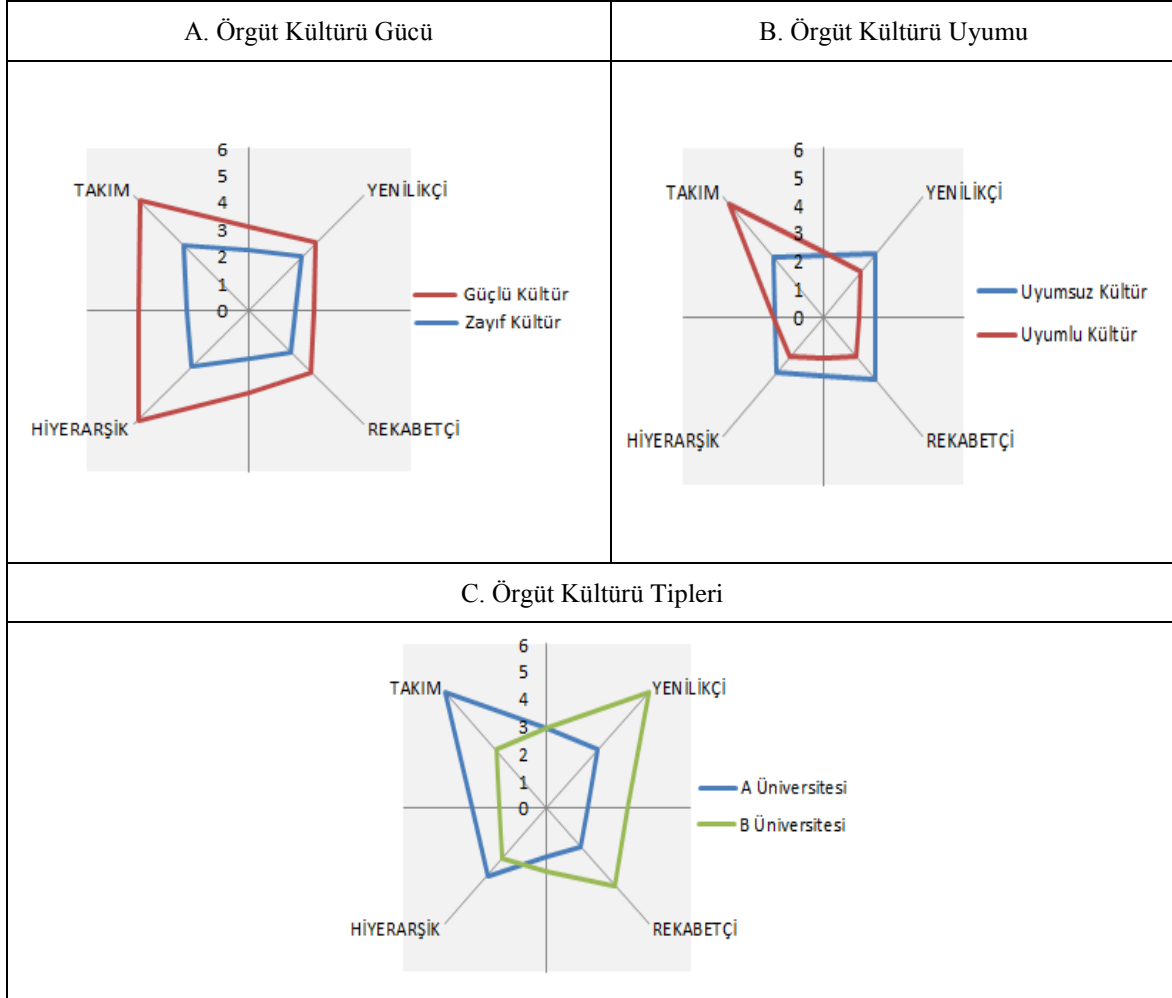 A. Örgüt Kültürü Gücü
B. Örgüt Kültürü Uyumu
6
5
4
3
2
1
0
TAKIM
YENİLİKÇİ
HİYERARŞİK
REKABETÇİ
Güçlü Kültür
Zayıf Kültür
6
5
4
3
2
1
0
TAKIM
YENİLİKÇİ
HİYERARŞİK
REKABETÇİ
Uyumsuz Kültür
Uyumlu Kültür
C. Örgüt Kültürü Tipleri
6
5
4
3
2
1
0
TAKIM
YENİLİKÇİ
HİYERARŞİK
REKABETÇİ
A Üniversitesi
B Üniversitesi